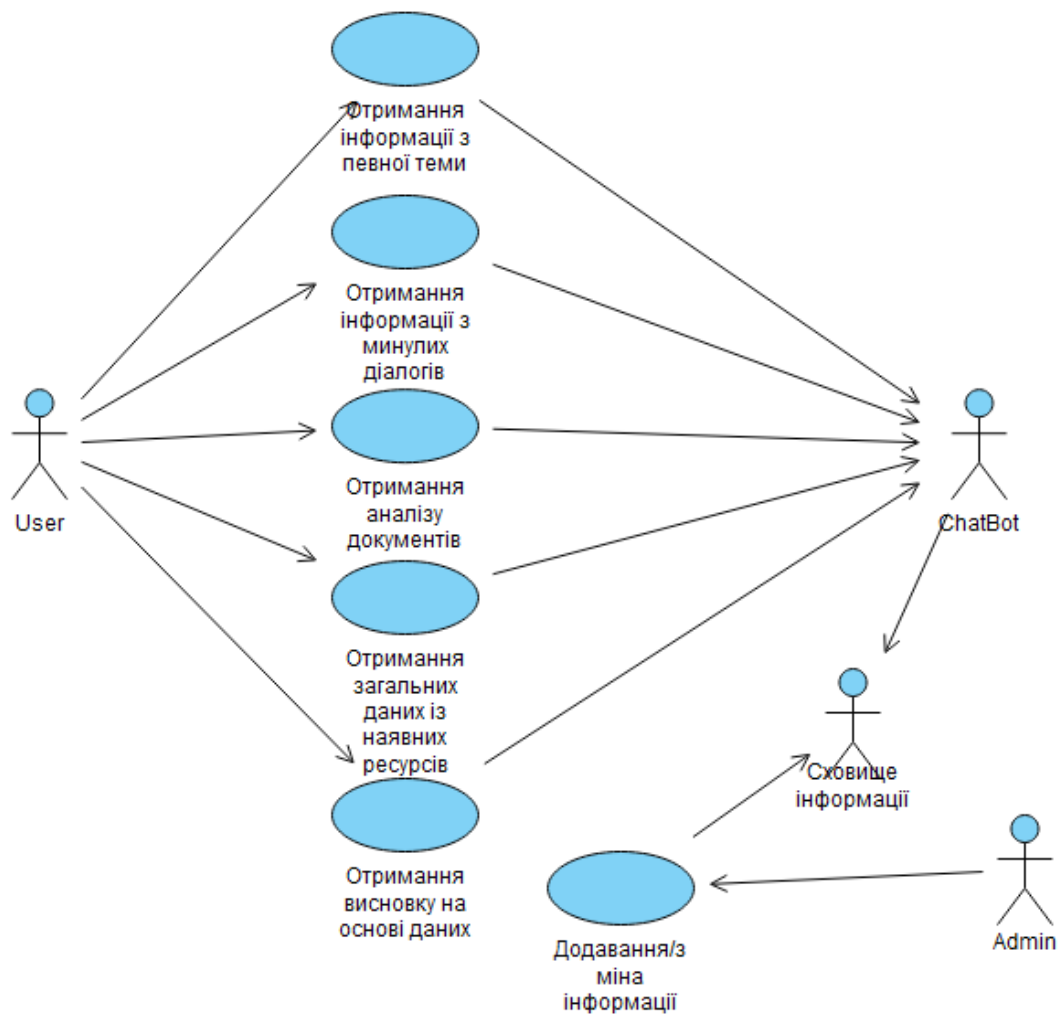 Отримання
інформації з
певної теми
Отримання
інформації з
минулих
діалогів
User
Отримання
аналізу
документів
ChatBot
Отримання
загальних
даних із
наявних
ресурсів
Сховище
інформації
Отримання
висновку на
основі даних
Додавання/з
міна
інформації
Admin